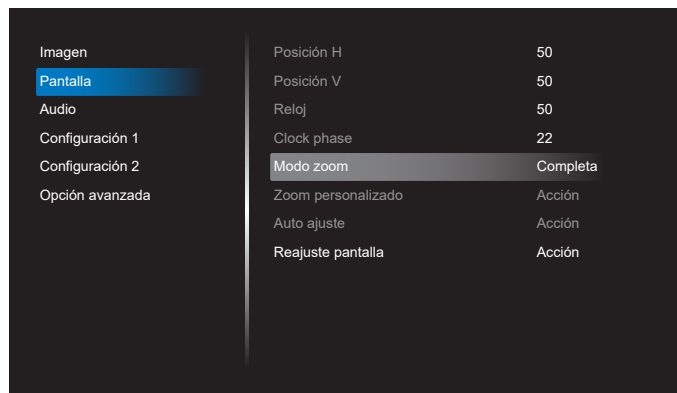 Imagen
Pantalla
Audio
Configuración 1
Configuración 2
Opción avanzada
Posición H 50
Posición V 50
Reloj 50
Clock phase 22
Modo zoom Completa
Zoom personalizado Acción
Auto ajuste Acción
Reajuste pantalla Acción